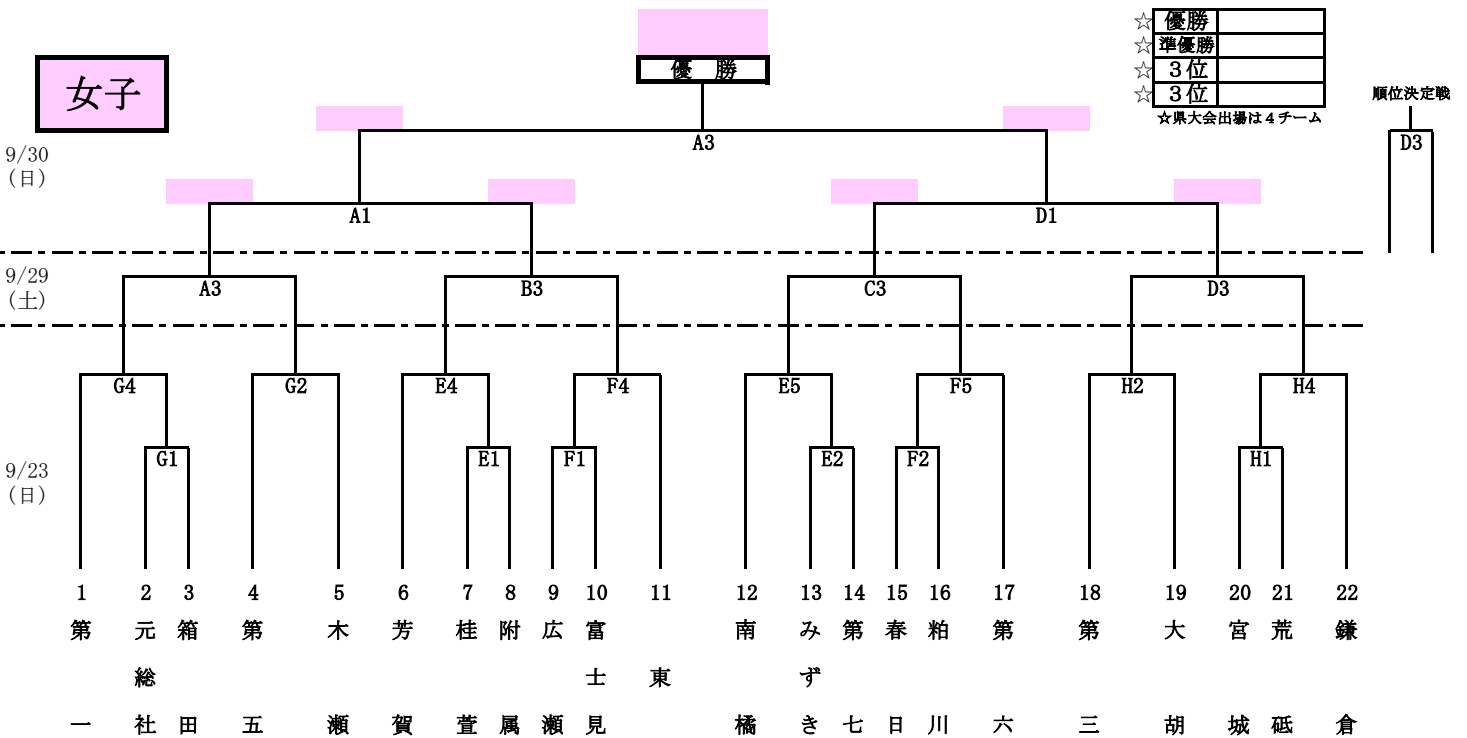 女子
優　勝
☆ 優勝
☆ 準優勝
☆ ３位
☆ ３位
☆県大会出場は４チーム
順位決定戦
D3
9/30
(日)
A3
A1 D1
9/29
(土)
A3 B3 C3 D3
G4 G2 E4 F4 E5 F5 H2 H4
9/23
(日)
G1 E1 F1 E2 F2 H1
1 2 3 4 5 6 7 8 9 10 11 12 13 14 15 16 17 18 19 20 21 22
第一
元総社
箱田
第五
木瀬
芳賀
桂萱
附属
広瀬
富士見
東
南橘
みずき
第七
春日
粕川
第六
第三
大胡
宮城
荒砥
鎌倉